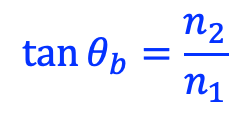 tan θ_b = n_2/n_1